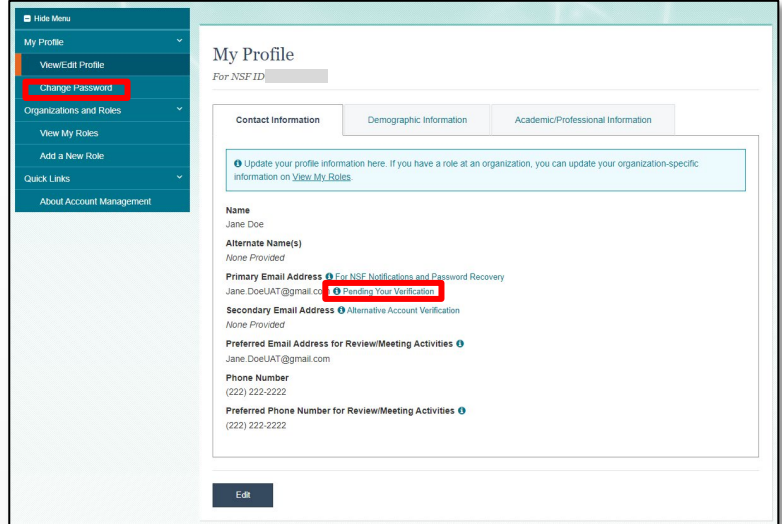 Hide Menu
My Profile
View/Edit Profile
Change Password
Organizations and Roles
View My Roles
Add a New Role
Quick Links
About Account Management
My Profile
For NSF ID
Contact Information
Demographic Information
Academic/Professional Information
Update your profile information here. If you have a role at an organization, you can update your organization-specific
information on View My Roles.
Name
Jane Doe
Alternate Name(s)
None Provided
Primary Email Address For NSF Notifications and Password Recovery
Jane.DoeUAT@gmail.com Pending Your Verification
Secondary Email Address Alternative Account Verification
None Provided
Preferred Email Address for Review/Meeting Activities
Jane.DoeUAT@gmail.com
Phone Number
(222) 222-2222
Preferred Phone Number for Review/Meeting Activities
(222) 222-2222
Edit